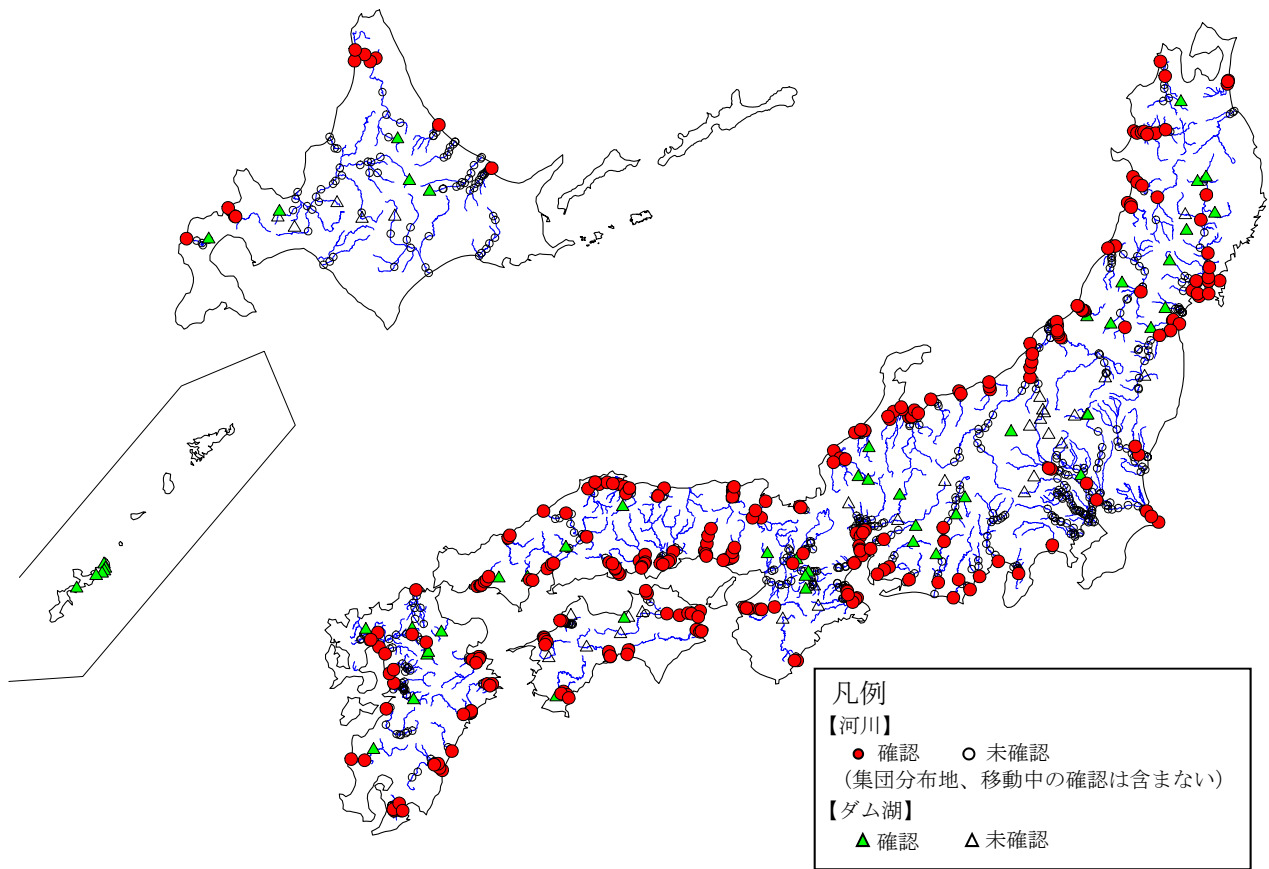 凡例
【河川】
確認 未確認
（集団分布地、移動中の確認は含まない）
【ダム湖】
確認 未確認